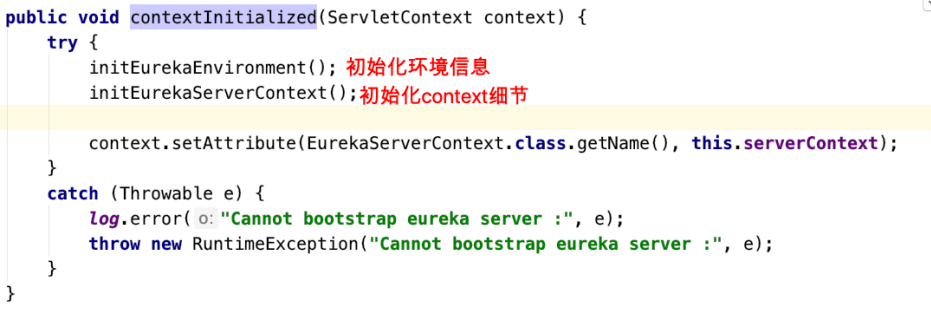 public void contextInitialized(ServletContext context) {
try {
initEurekaEnvironment(); 初始化环境信息
initEurekaServerContext();初始化context细节
context.setAttribute(EurekaServerContext.class.getName(), this.serverContext);
}
catch (Throwable e) {
log.error( o: "Cannot bootstrap eureka server :", e);
throw new RuntimeException("Cannot bootstrap eureka server :", e);
}
}